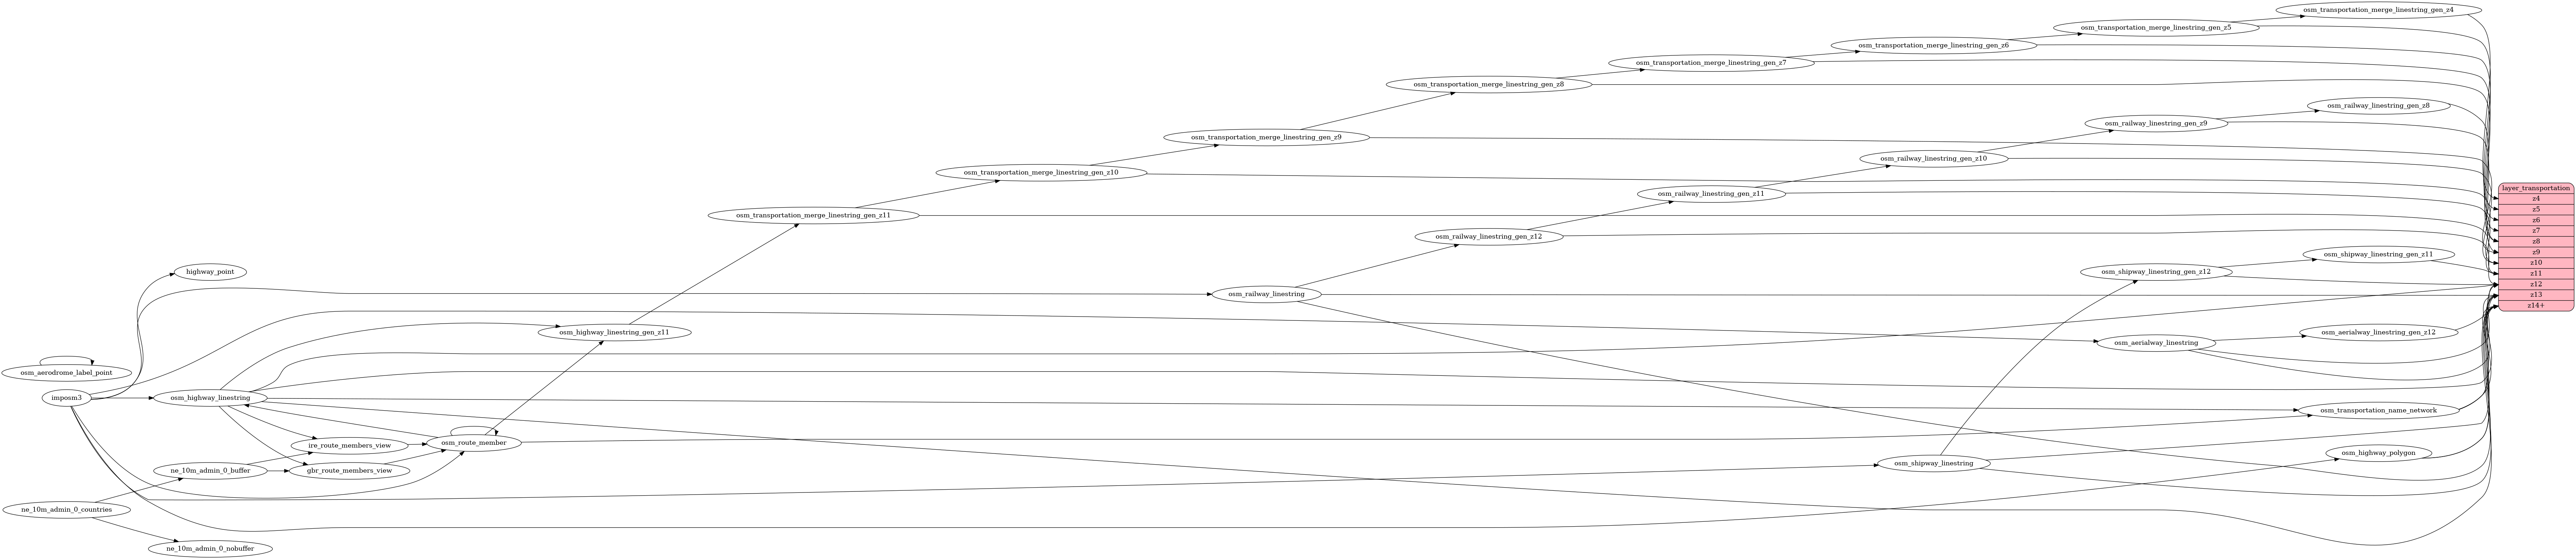 osm_transportation_merge_linestring_gen_z4
osm_transportation_merge_linestring_gen_z5
osm_transportation_merge_linestring_gen_z6
osm_transportation_merge_linestring_gen_z7
osm_transportation_merge_linestring_gen_z8
osm_railway_linestring_gen_z8
osm_railway_linestring_gen_z9
osm_transportation_merge_linestring_gen_z9
osm_railway_linestring_gen_z10
osm_transportation_merge_linestring_gen_z10
layer_transportation
z4
z5
z6
z7
z8
z9
z10
z11
z12
z13
z14+
osm_railway_linestring_gen_z11
osm_transportation_merge_linestring_gen_z11
osm_railway_linestring_gen_z12
osm_shipway_linestring_gen_z11
highway_point
osm_shipway_linestring_gen_z12
osm_railway_linestring
osm_highway_linestring_gen_z11
osm_aerialway_linestring_gen_z12
osm_aerialway_linestring
osm_aerodrome_label_point
imposm3
osm_highway_linestring
osm_transportation_name_network
ire_route_members_view
osm_route_member
osm_highway_polygon
osm_shipway_linestring
ne_10m_admin_0_buffer
gbr_route_members_view
ne_10m_admin_0_countries
ne_10m_admin_0_nobuffer